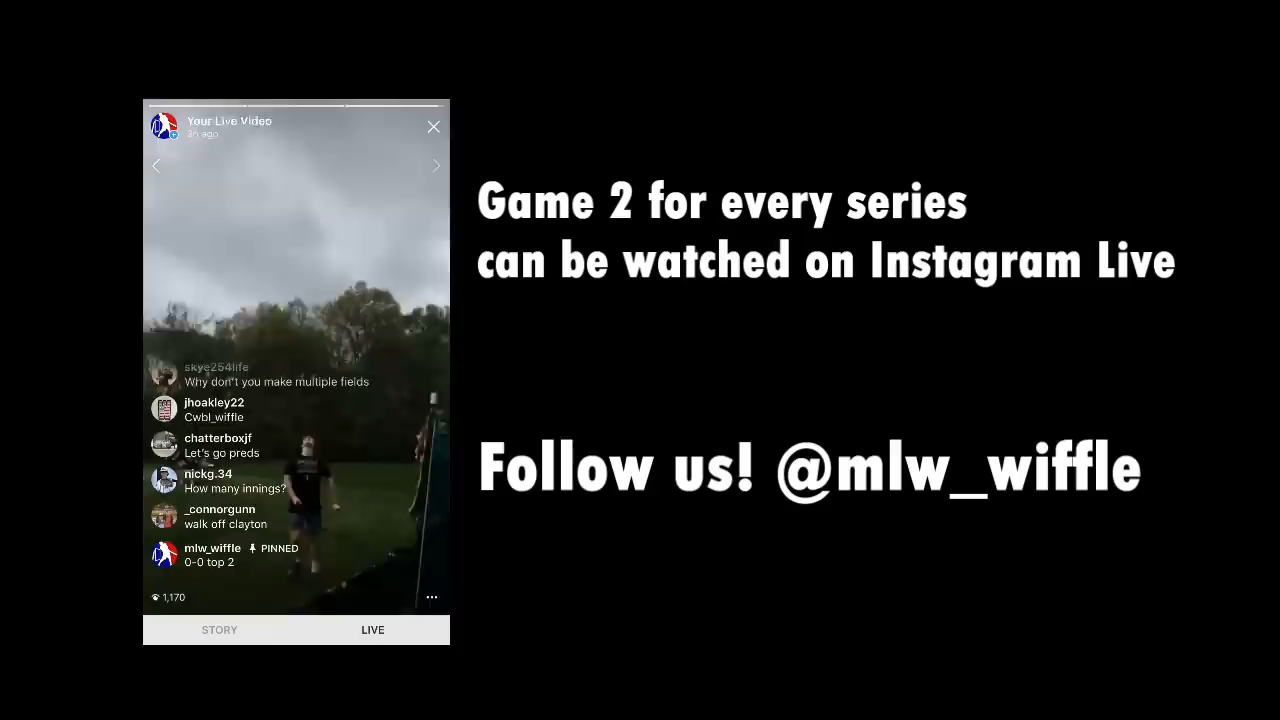 Your Live Video
3h ago
skye254life
Why don't you make multiple fields
jhoakley22
Cwbl_wiffle
chatterboxjf
Let's go preds
nickg.34
How many innings?
_connorgunn
walk off clayton
mlw_wiffle PINNED
0-0 top 2
1,170
STORY LIVE
Game 2 for every series
can be watched on Instagram Live
Follow us! @mlw_wiffle